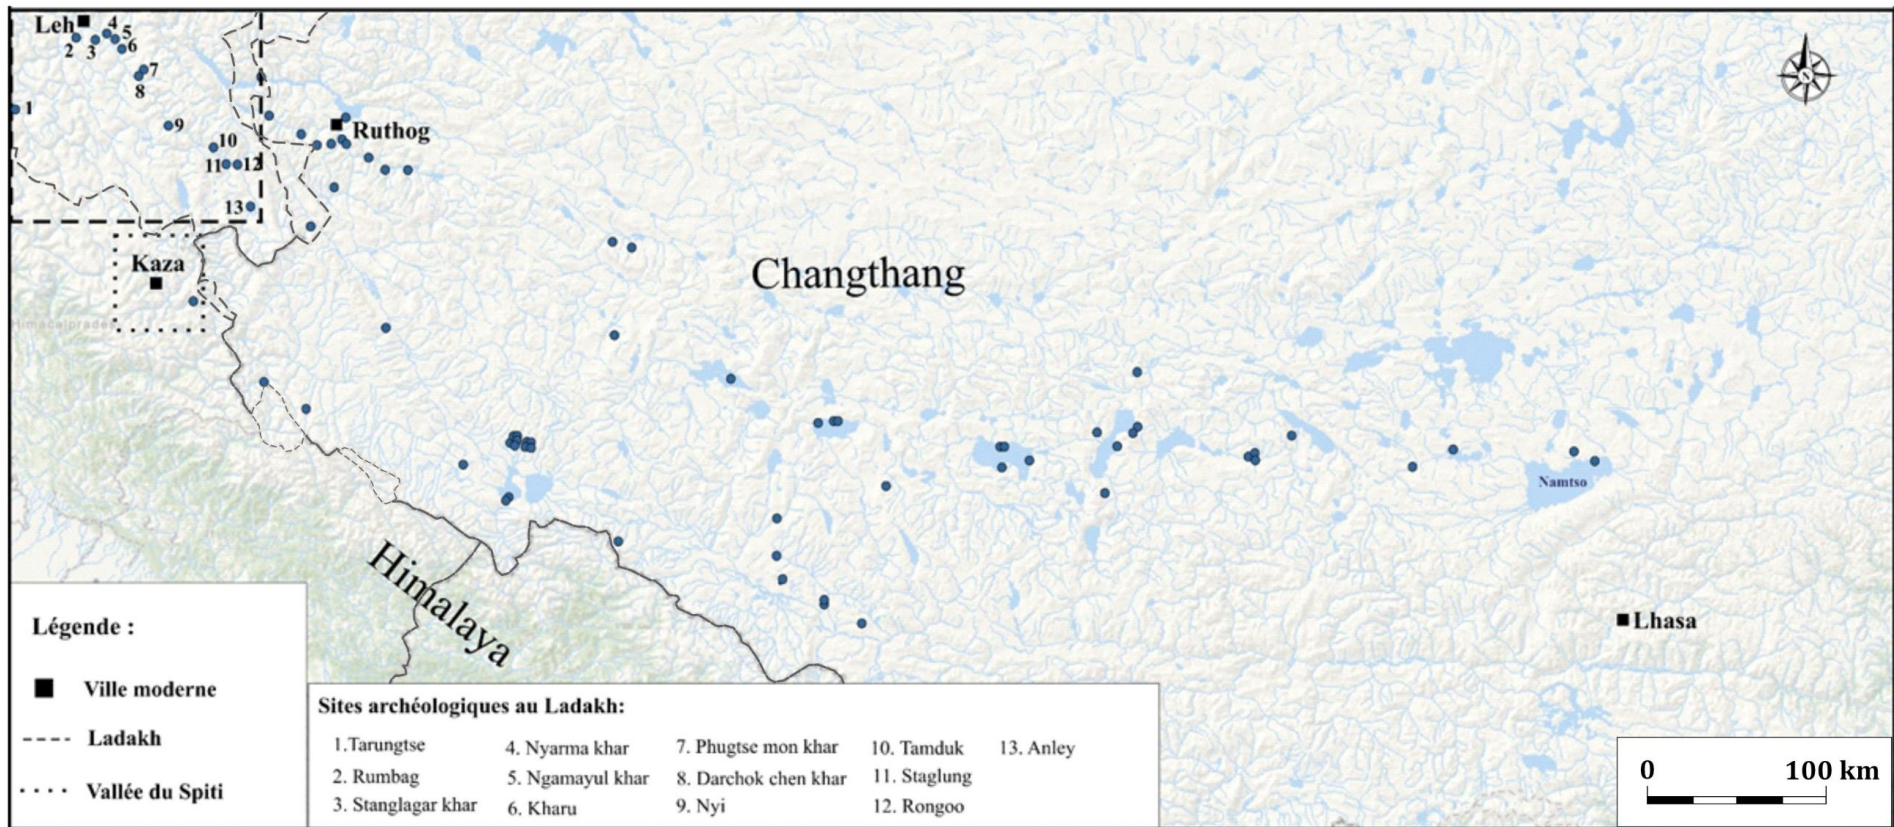 Leh
4
5
2
3
6
7
8
1
9
Ruthog
10
11
12
13
Kaza
Himacalprades
Changthang
Namtso
Himalaya
Lhasa
Légende :
Ville moderne
Ladakh
Vallée du Spiti
Sites archéologiques au Ladakh:
1.Tarungtse
2. Rumbag
3. Stanglagar khar
4. Nyarma khar
5. Ngamayul khar
6. Kharu
7. Phugtse mon khar
8. Darchok chen khar
9. Nyi
10. Tamduk
11. Staglung
12. Rongoo
13. Anley
0 100 km
N